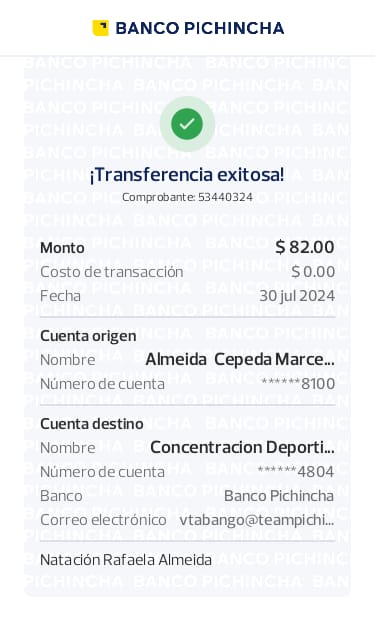 BANCO PICHINCHA
¡Transferencia exitosa!
Comprobante: 53440324
Monto $ 82.00
Costo de transacción $ 0.00
Fecha 30 jul 2024
Cuenta origen
Nombre Almeida Cepeda Marce...
Número de cuenta ******8100
Cuenta destino
Nombre Concentracion Deporti...
Número de cuenta ******4804
Banco Banco Pichincha
Correo electrónico vtabango@teampichi...
Natación Rafaela Almeida